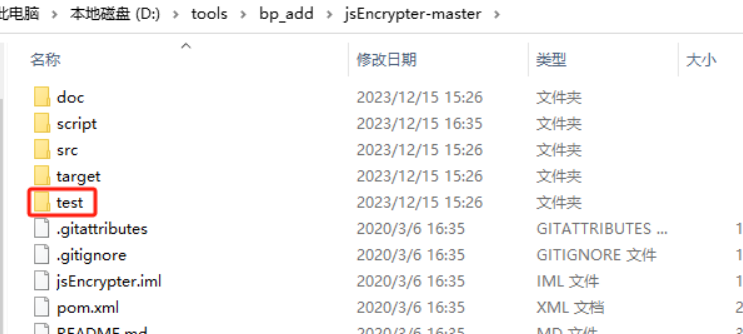 此电脑 > 本地磁盘 (D:) > tools > bp_add > jsEncrypter-master >
名称 修改日期 类型 大小
doc 2023/12/15 15:26 文件夹
script 2023/12/15 16:35 文件夹
src 2023/12/15 15:26 文件夹
target 2023/12/15 15:26 文件夹
test 2023/12/15 15:26 文件夹
.gitattributes 2020/3/6 16:35 GITATTRIBUTES ... 1
.gitignore 2020/3/6 16:35 GITIGNORE 文件 1
jsEncrypter.iml 2020/3/6 16:35 IML 文件 1
pom.xml 2020/3/6 16:35 XML 文档 2
README.md 2020/3/6 16:35 MD 文件 2